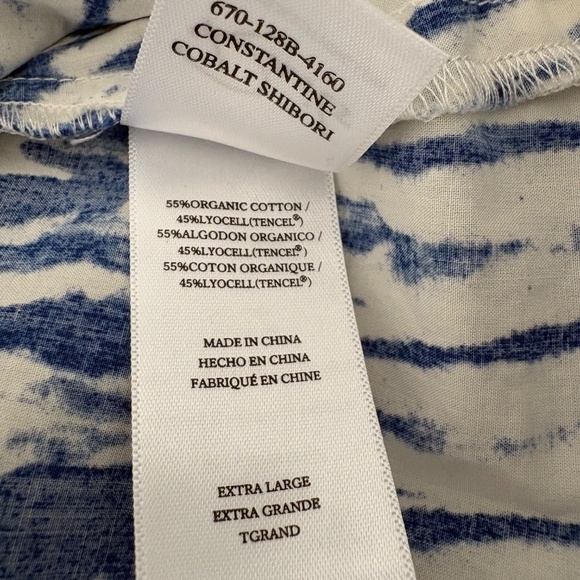 670-128B-4160
CONSTANTINE
COBALT SHIBORI
55%ORGANIC COTTON /
45%LYOCELL(TENCEL®)
55%ALGODON ORGANICO /
45%LYOCELL(TENCEL®)
55%COTON ORGANIQUE /
45%LYOCELL(TENCEL®)
MADE IN CHINA
HECHO EN CHINA
FABRIQUÉ EN CHINE
EXTRA LARGE
EXTRA GRANDE
TGRAND